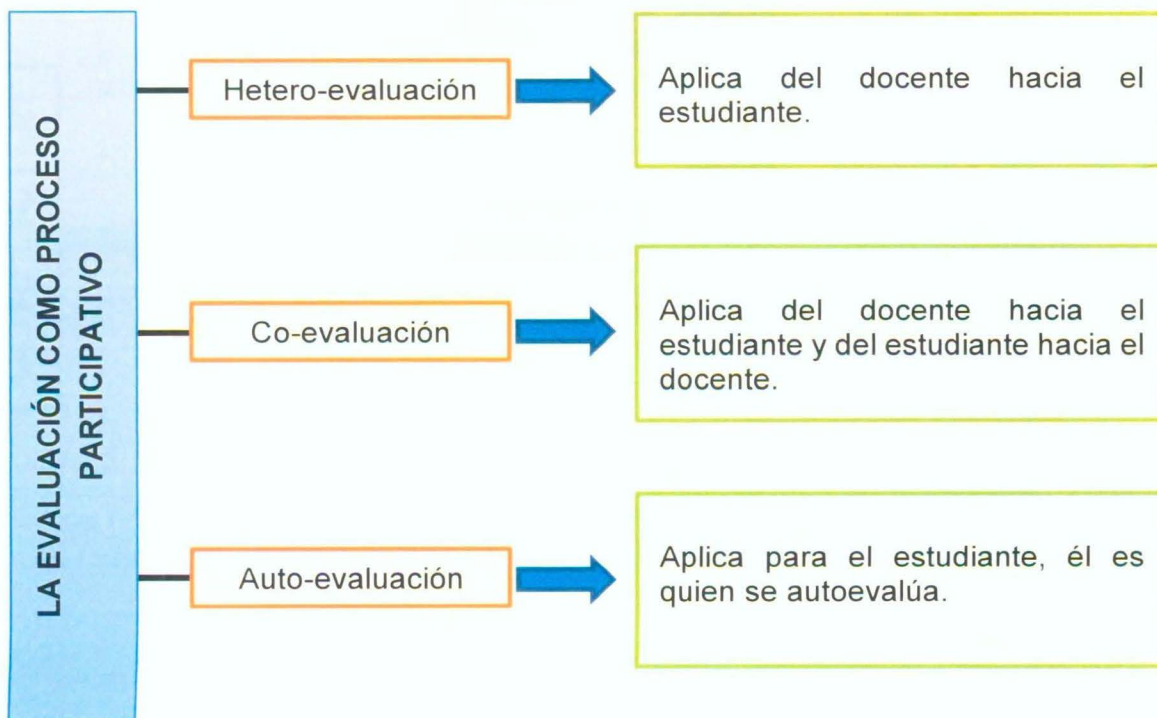 LA EVALUACIÓN COMO PROCESO
PARTICIPATIVO
Hetero-evaluación
Aplica del docente hacia el
estudiante.
Co-evaluación
Aplica del docente hacia el
estudiante y del estudiante hacia el
docente.
Auto-evaluación
Aplica para el estudiante, él es
quien se autoevalúa.